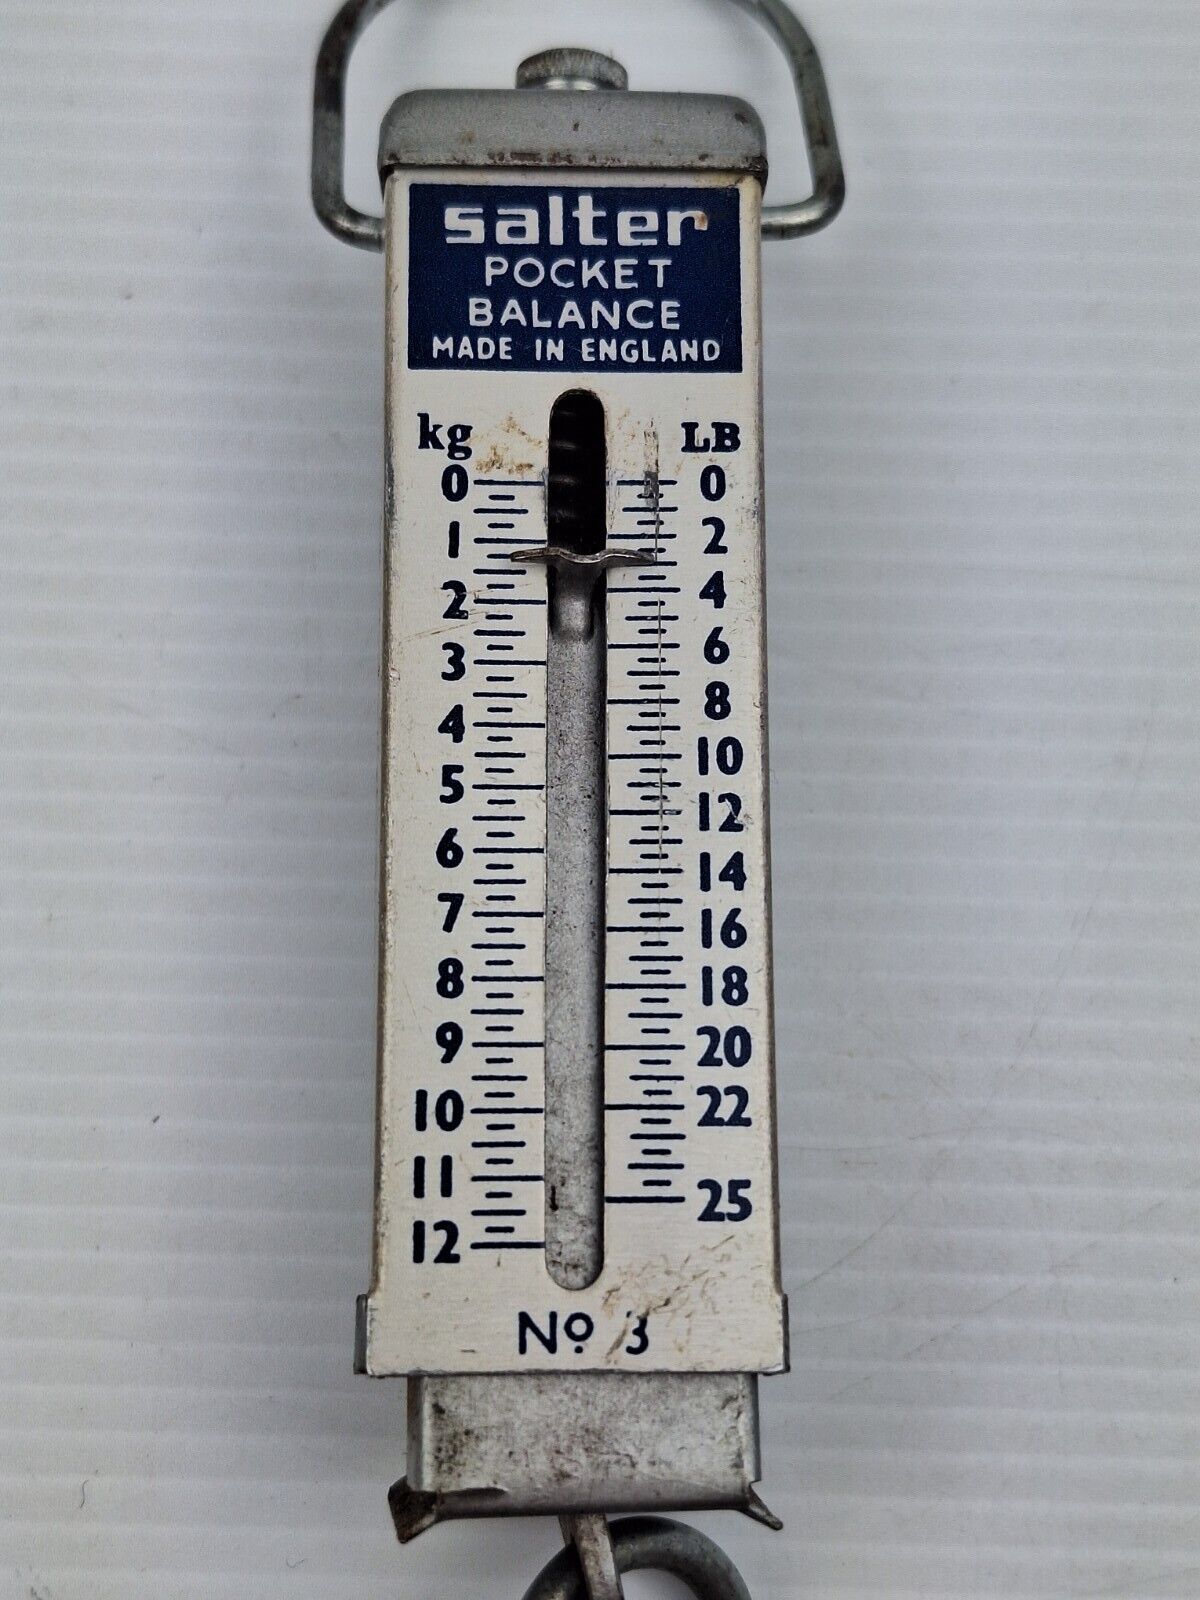 salter
POCKET
BALANCE
MADE IN ENGLAND
kg LB
0 0
1 2
2 4
3 6
4 8
5 10
6 12
7 14
8 16
9 18
10 20
11 22
12 25
Nº 3